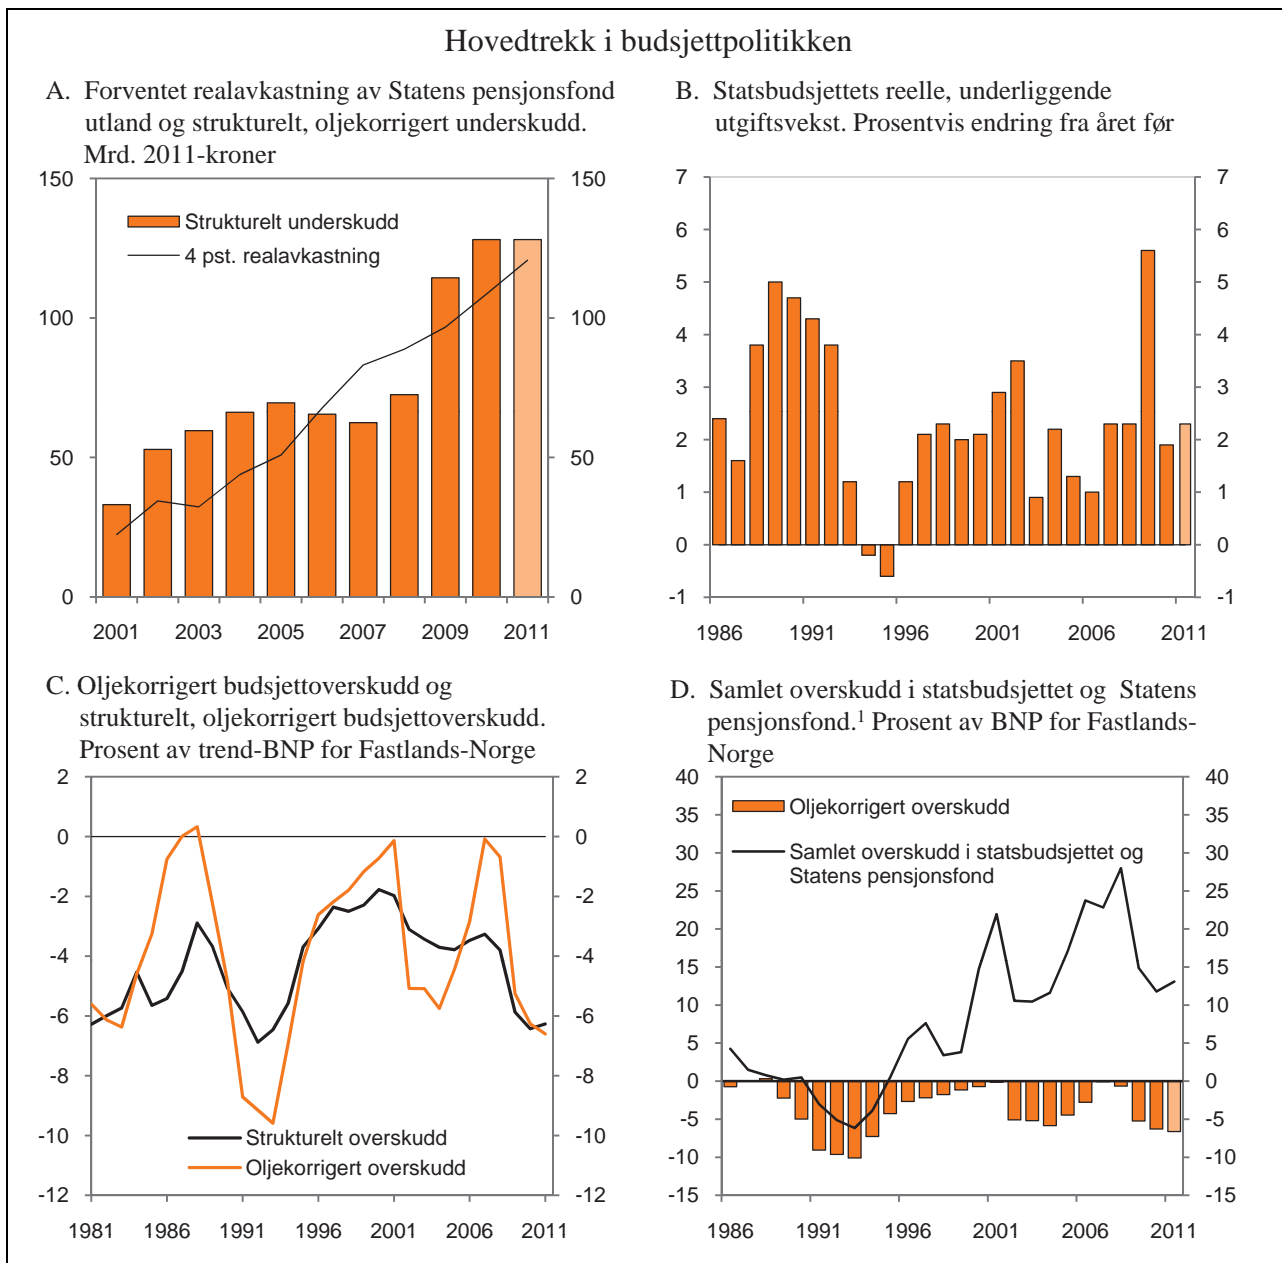 Hovedtrekk i budsjettpolitikken
A. Forventet realavkastning av Statens pensjonsfond
utland og strukturelt, oljekorrigert underskudd.
Mrd. 2011-kroner
150 150
Strukturelt underskudd
4 pst. realavkastning
100 100
50 50
0 0
2001 2003 2005 2007 2009 2011
B. Statsbudsjettets reelle, underliggende
utgiftsvekst. Prosentvis endring fra året før
7 7
6 6
5 5
4 4
3 3
2 2
1 1
0 0
-1 -1
1986 1991 1996 2001 2006 2011
C. Oljekorrigert budsjettoverskudd og
strukturelt, oljekorrigert budsjettoverskudd.
Prosent av trend-BNP for Fastlands-Norge
2 2
0 0
-2 -2
-4 -4
-6 -6
-8 -8
-10 -10
Strukturelt overskudd
Oljekorrigert overskudd
-12 -12
1981 1986 1991 1996 2001 2006 2011
D. Samlet overskudd i statsbudsjettet og Statens
pensjonsfond.¹ Prosent av BNP for Fastlands-
Norge
40 40
Oljekorrigert overskudd
35 35
30 30
Samlet overskudd i statsbudsjettet og
Statens pensjonsfond
25 25
20 20
15 15
10 10
5 5
0 0
-5 -5
-10 -10
-15 -15
1986 1991 1996 2001 2006 2011